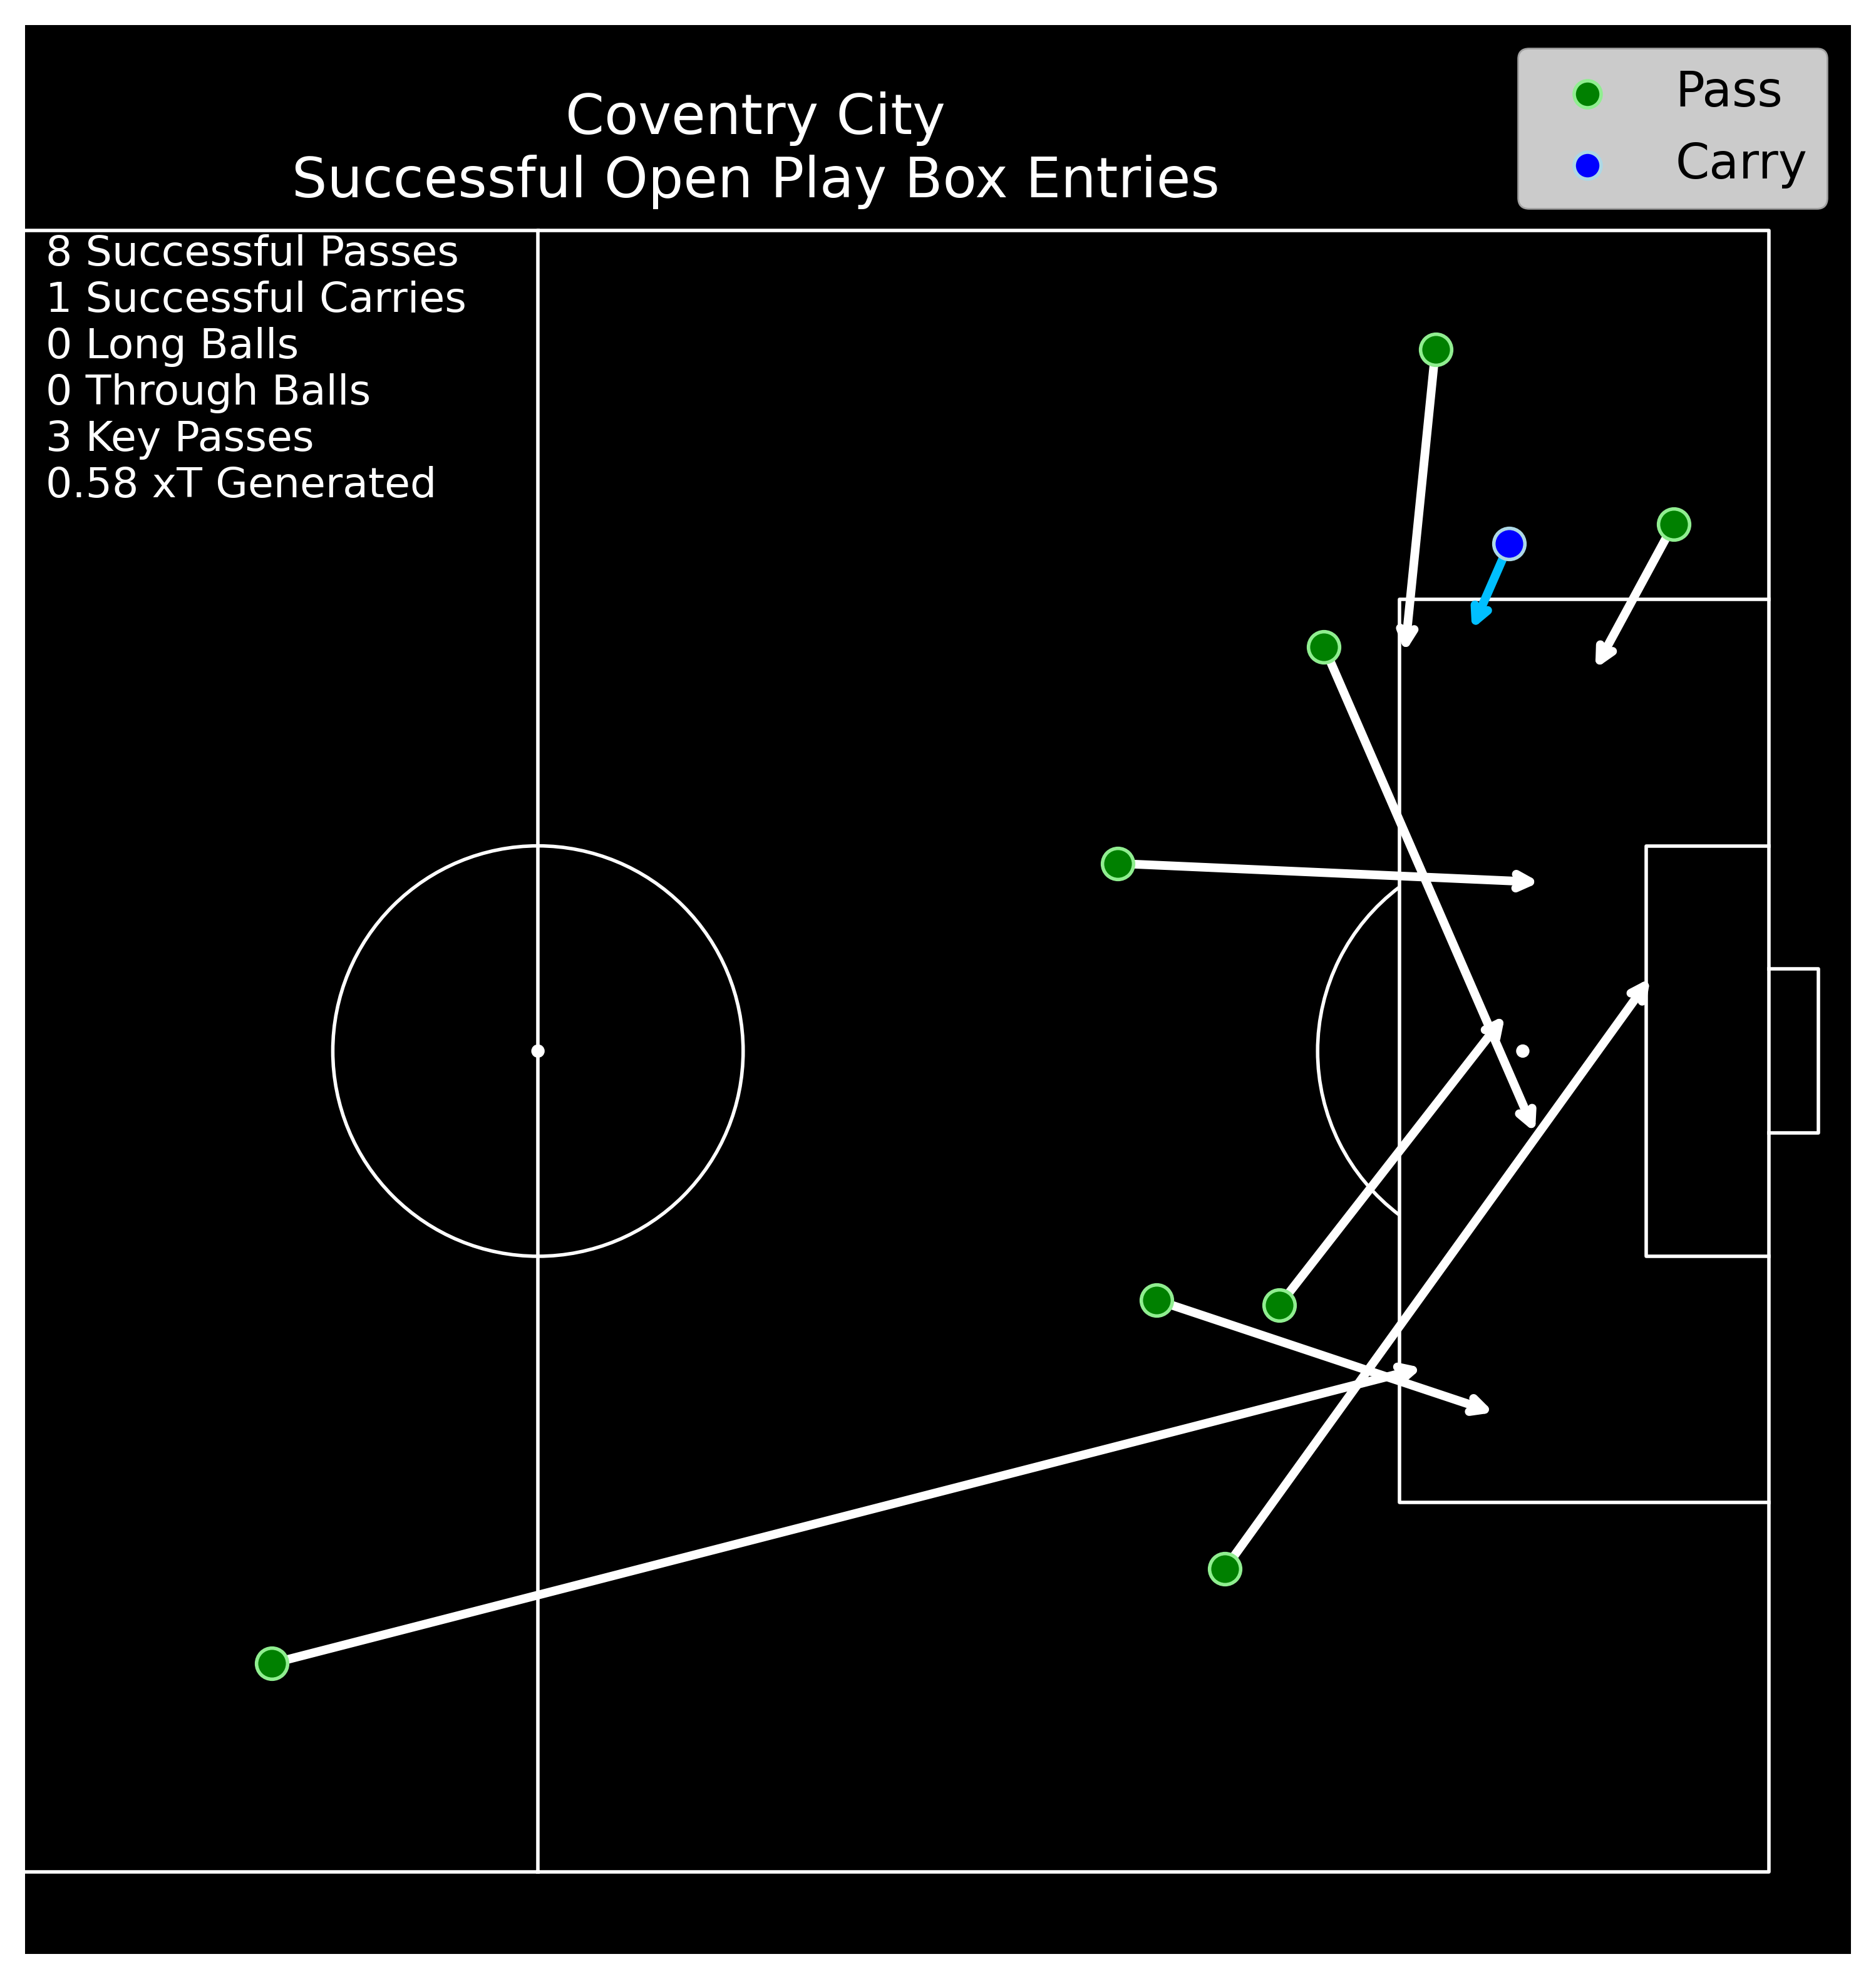 Coventry City
Successful Open Play Box Entries
Pass
Carry
8 Successful Passes
1 Successful Carries
0 Long Balls
0 Through Balls
3 Key Passes
0.58 xT Generated